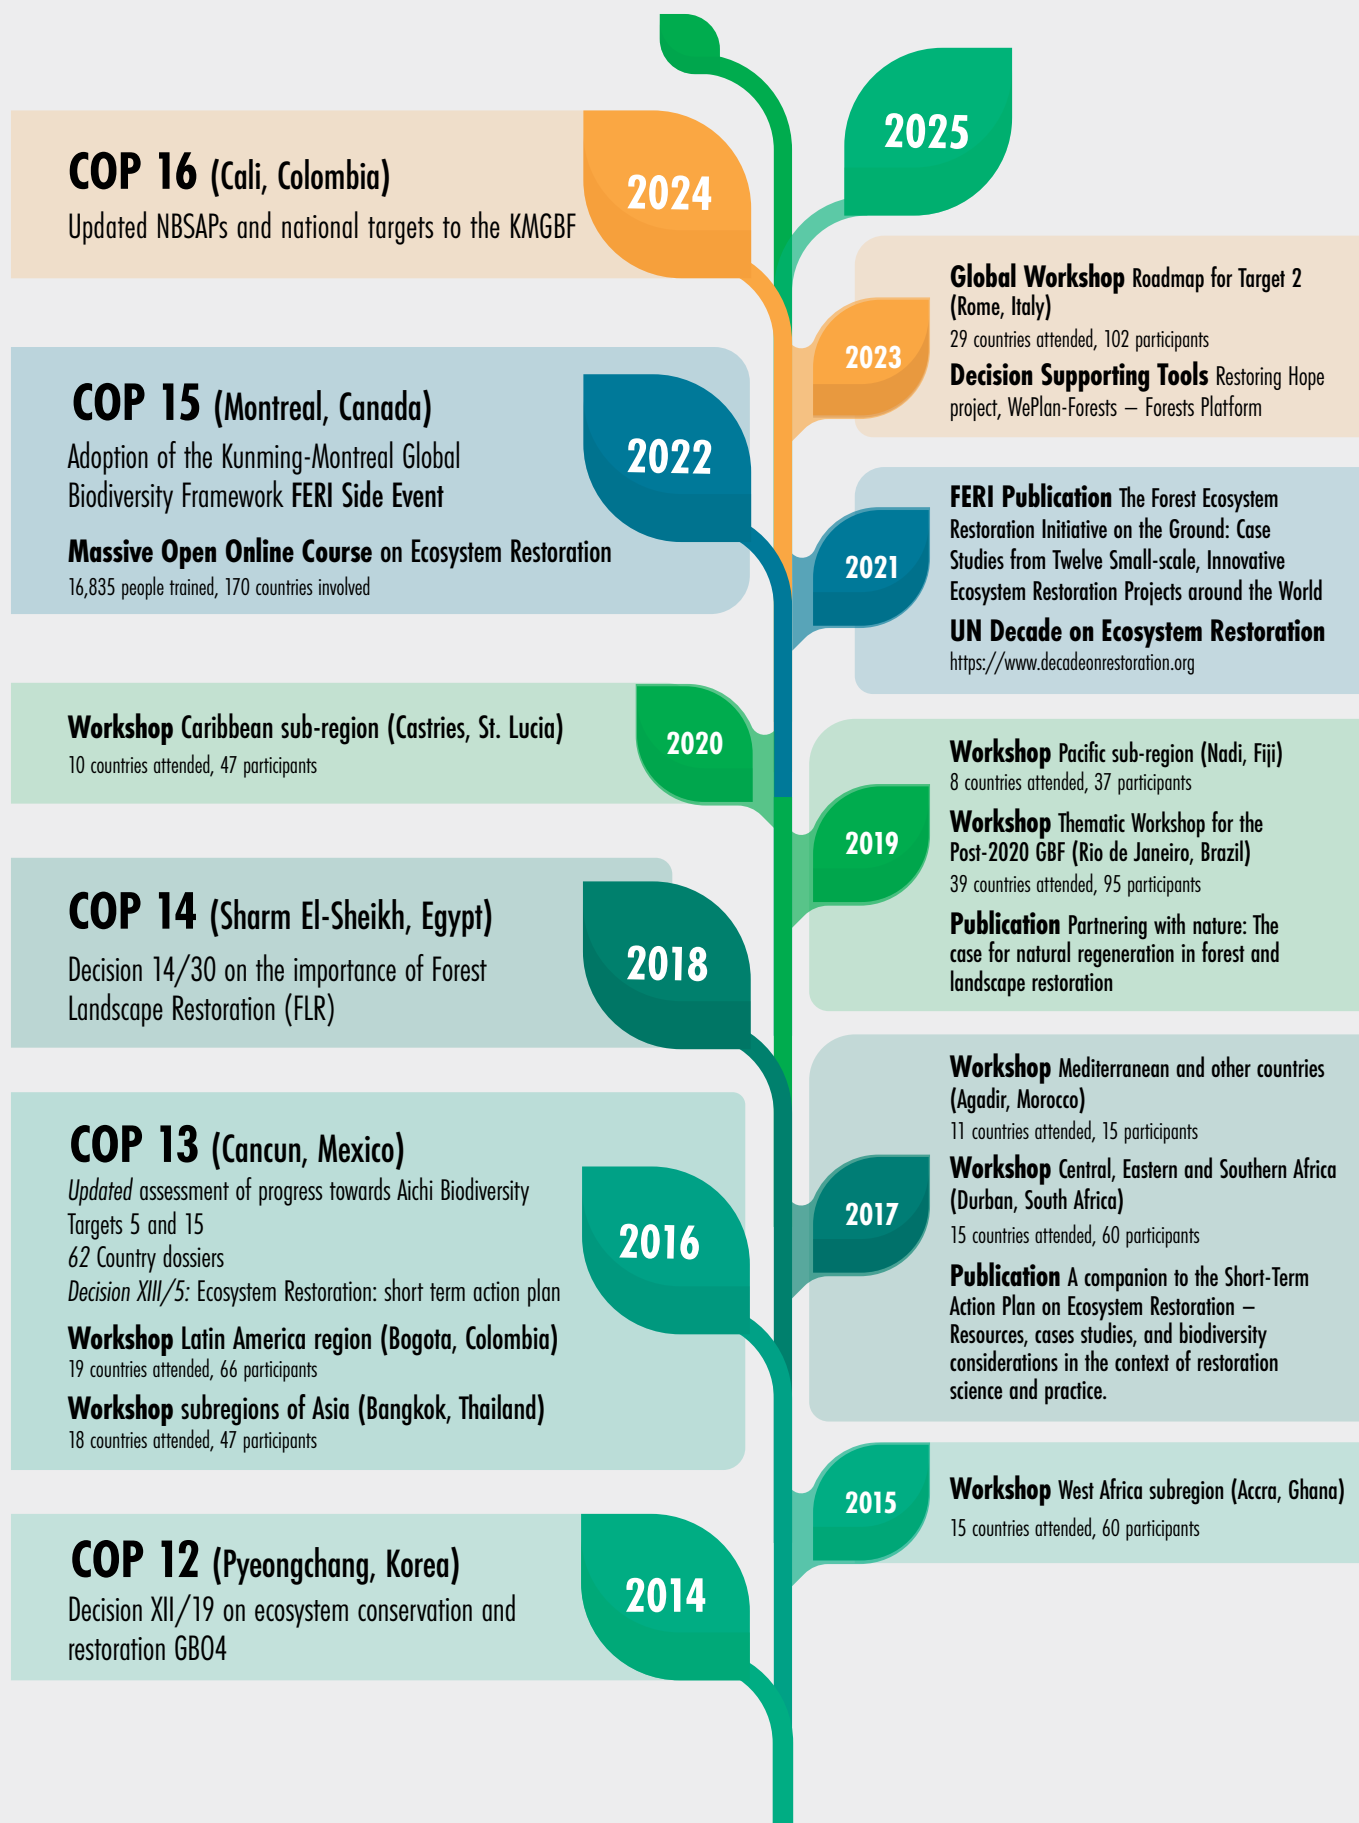 2025
COP 16 (Cali, Colombia)
Updated NBSAPs and national targets to the KMGBF
2024
Global Workshop Roadmap for Target 2
(Rome, Italy)
29 countries attended, 102 participants
Decision Supporting Tools Restoring Hope
project, WePlan-Forests – Forests Platform
2023
COP 15 (Montreal, Canada)
Adoption of the Kunming-Montreal Global
Biodiversity Framework FERI Side Event
Massive Open Online Course on Ecosystem Restoration
16,835 people trained, 170 countries involved
2022
FERI Publication The Forest Ecosystem
Restoration Initiative on the Ground: Case
Studies from Twelve Small-scale, Innovative
Ecosystem Restoration Projects around the World
UN Decade on Ecosystem Restoration
https://www.decadeonrestoration.org
2021
Workshop Caribbean sub-region (Castries, St. Lucia)
10 countries attended, 47 participants
2020
Workshop Pacific sub-region (Nadi, Fiji)
8 countries attended, 37 participants
Workshop Thematic Workshop for the
Post-2020 GBF (Rio de Janeiro, Brazil)
39 countries attended, 95 participants
Publication Partnering with nature: The
case for natural regeneration in forest and
landscape restoration
2019
COP 14 (Sharm El-Sheikh, Egypt)
Decision 14/30 on the importance of Forest
Landscape Restoration (FLR)
2018
Workshop Mediterranean and other countries
(Agadir, Morocco)
11 countries attended, 15 participants
Workshop Central, Eastern and Southern Africa
(Durban, South Africa)
15 countries attended, 60 participants
Publication A companion to the Short-Term
Action Plan on Ecosystem Restoration –
Resources, cases studies, and biodiversity
considerations in the context of restoration
science and practice.
2017
COP 13 (Cancun, Mexico)
Updated assessment of progress towards Aichi Biodiversity
Targets 5 and 15
62 Country dossiers
Decision XIII/5: Ecosystem Restoration: short term action plan
Workshop Latin America region (Bogota, Colombia)
19 countries attended, 66 participants
Workshop subregions of Asia (Bangkok, Thailand)
18 countries attended, 47 participants
2016
Workshop West Africa subregion (Accra, Ghana)
15 countries attended, 60 participants
2015
COP 12 (Pyeongchang, Korea)
Decision XII/19 on ecosystem conservation and
restoration GBO4
2014